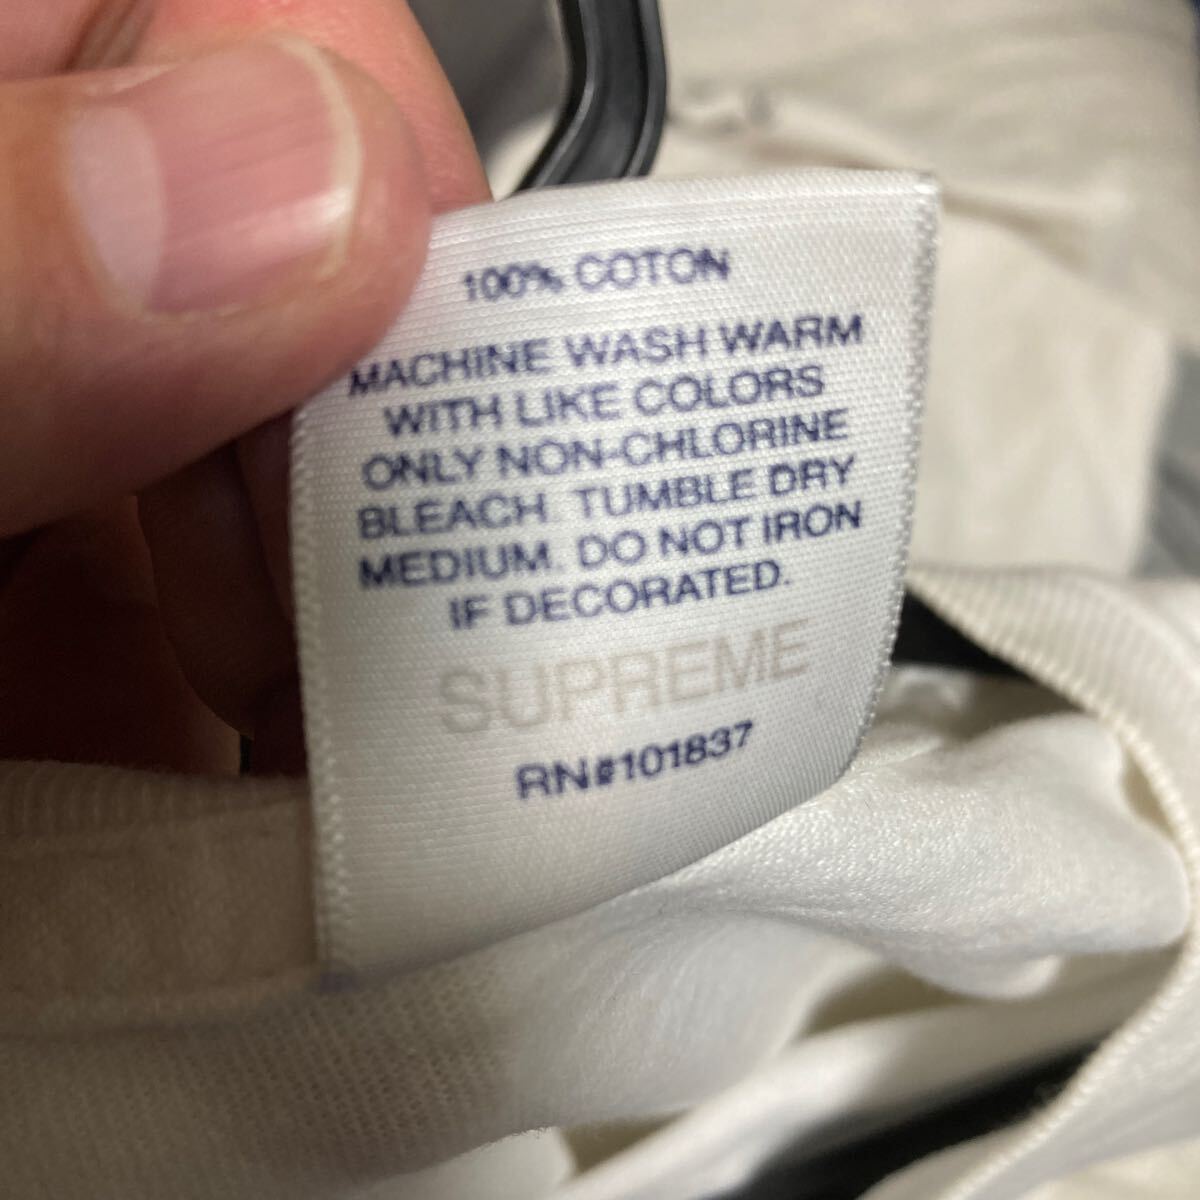 100% COTON
MACHINE WASH WARM
WITH LIKE COLORS
ONLY NON-CHLORINE
BLEACH. TUMBLE DRY
MEDIUM. DO NOT IRON
IF DECORATED.
SUPREME
RN#101837